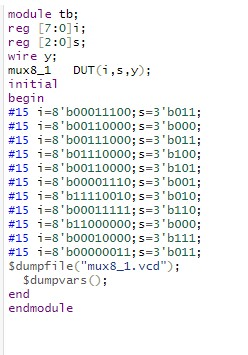 module tb;
reg [7:0]i;
reg [2:0]s;
wire y;
mux8_1   DUT(i,s,y);
initial
begin
#15 i=8'b00011100;s=3'b011;
#15 i=8'b00110000;s=3'b000;
#15 i=8'b00011000;s=3'b011;
#15 i=8'b01110000;s=3'b100;
#15 i=8'b00110000;s=3'b101;
#15 i=8'b00001110;s=3'b001;
#15 i=8'b11110010;s=3'b010;
#15 i=8'b00011111;s=3'b110;
#15 i=8'b11000000;s=3'b000;
#15 i=8'b00010000;s=3'b111;
#15 i=8'b00000011;s=3'b011;
$dumpfile("mux8_1.vcd");
  $dumpvars();
end
endmodule